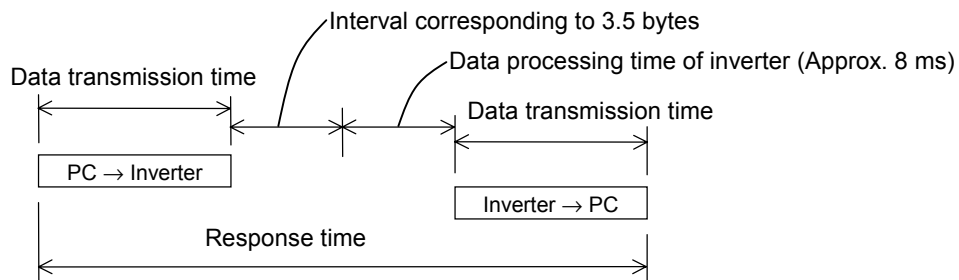 Interval corresponding to 3.5 bytes
Data transmission time
Data processing time of inverter (Approx. 8 ms)
Data transmission time
PC → Inverter
Inverter → PC
Response time